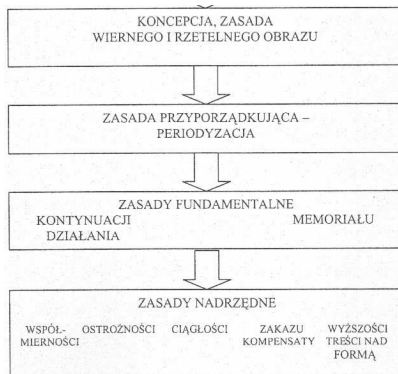 KONCEPCJA, ZASADA
WIERNEGO I RZETELNEGO OBRAZU
ZASADA PRZYPORZĄDKUJĄCA –
PERIODYZACJA
ZASADY FUNDAMENTALNE
KONTYNUACJI DZIAŁANIA
MEMORIAŁU
ZASADY NADRZĘDNE
WSPÓŁ-
MIERNOŚCI
OSTROŻNOŚCI
CIĄGŁOŚCI
ZAKAZU
KOMPENSATY
WYŻSZOŚCI
TREŚCI NAD
FORMĄ